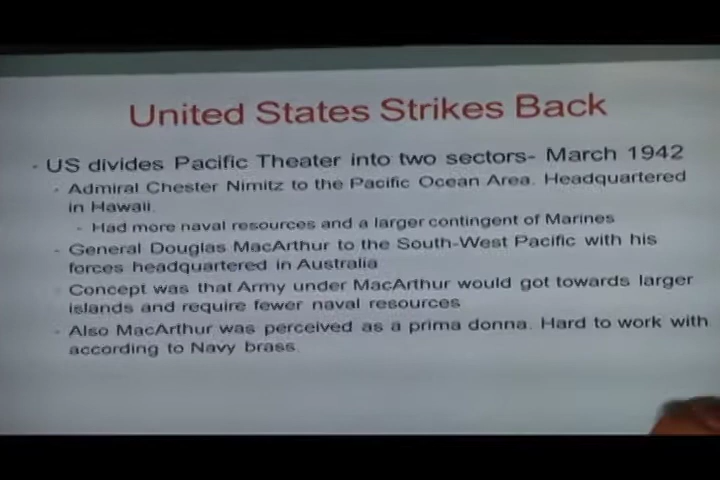 United States Strikes Back
- US divides Pacific Theater into two sectors- March 1942
- Admiral Chester Nimitz to the Pacific Ocean Area. Headquartered
in Hawaii.
- Had more naval resources and a larger contingent of Marines
- General Douglas MacArthur to the South-West Pacific with his
forces headquartered in Australia
- Concept was that Army under MacArthur would got towards larger
islands and require fewer naval resources
- Also MacArthur was perceived as a prima donna. Hard to work with
according to Navy brass.